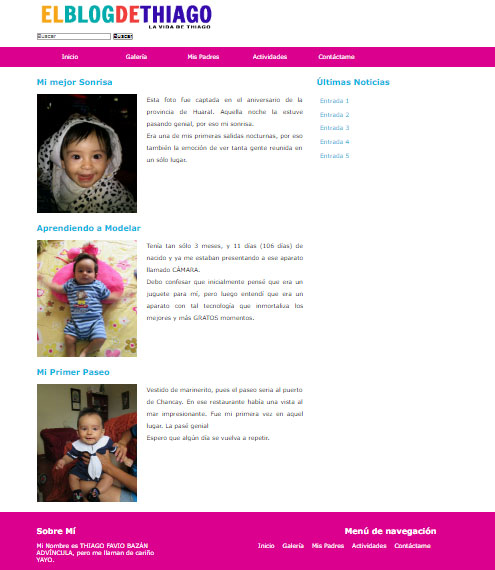 ELBLOGDETHIAGO
LA VIDA DE THIAGO
Buscar Buscar
Inicio Galería Mis Padres Actividades Contáctame
Mi mejor Sonrisa
Esta foto fue captada en el aniversario de la
provincia de Huaral. Aquella noche la estuve
pasando genial, por eso mi sonrisa.
Era una de mis primeras salidas nocturnas, por eso
también la emoción de ver tanta gente reunida en
un sólo lugar.
Últimas Noticias
Entrada 1
Entrada 2
Entrada 3
Entrada 4
Entrada 5
Aprendiendo a Modelar
Tenía tan sólo 3 meses, y 11 días (106 días) de
nacido y ya me estaban presentando a ese aparato
llamado CÁMARA.
Debo confesar que inicialmente pensé que era un
juguete para mí, pero luego entendí que era un
aparato con tal tecnología que inmortaliza los
mejores y más GRATOS momentos.
Mi Primer Paseo
Vestido de marinerito, pues el paseo sería al puerto
de Chancay. En ese restaurante había una vista al
mar impresionante. Fue mi primera vez en aquel
lugar. La pasé genial
Espero que algún día se vuelva a repetir.
Sobre Mí
Mi Nombre es THIAGO FAVIO BAZÁN
ADVÍNCULA, pero me llaman de cariño
YAYO.
Menú de navegación
Inicio Galería Mis Padres Actividades Contáctame